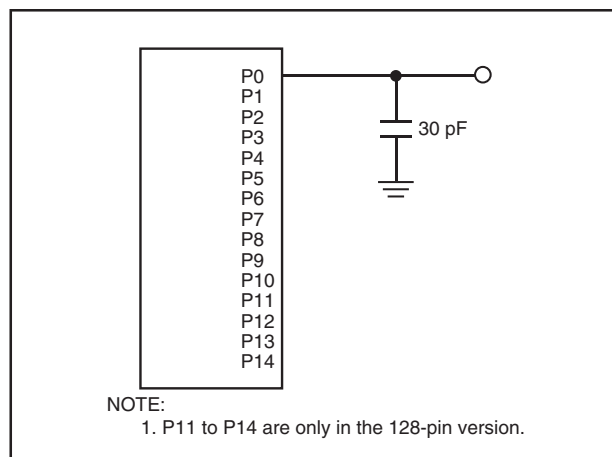 P0
P1
P2
P3
30 pF
P4
P5
P6
P7
P8
P9
P10
P11
P12
P13
P14
NOTE:
1. P11 to P14 are only in the 128-pin version.